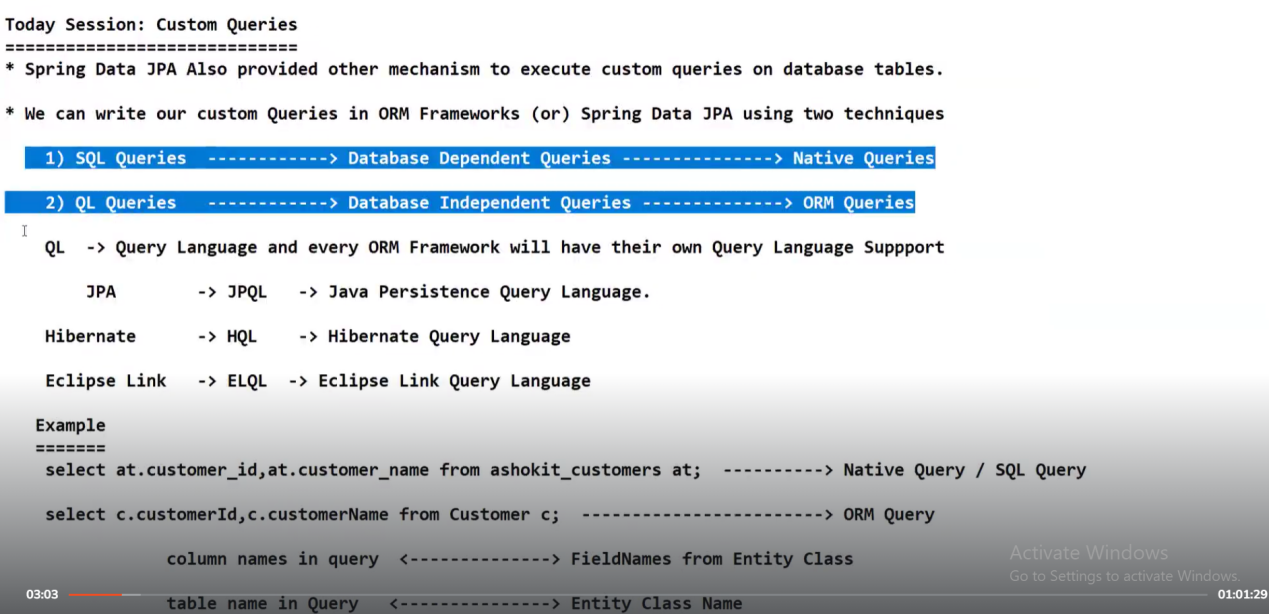 Today Session: Custom Queries
=============================
* Spring Data JPA Also provided other mechanism to execute custom queries on database tables.
* We can write our custom Queries in ORM Frameworks (or) Spring Data JPA using two techniques
1) SQL Queries ------------> Database Dependent Queries ---------------> Native Queries
2) QL Queries ------------> Database Independent Queries --------------> ORM Queries
QL -> Query Language and every ORM Framework will have their own Query Language Suppport
JPA -> JPQL -> Java Persistence Query Language.
Hibernate -> HQL -> Hibernate Query Language
Eclipse Link -> ELQL -> Eclipse Link Query Language
Example
=======
select at.customer_id,at.customer_name from ashokit_customers at; ----------> Native Query / SQL Query
select c.customerId,c.customerName from Customer c; ------------------------> ORM Query
column names in query <--------------> FieldNames from Entity Class
Activate Windows
Go to Settings to activate Windows.
03:03
01:01:29
table name in Query <---------------> Entity Class Name